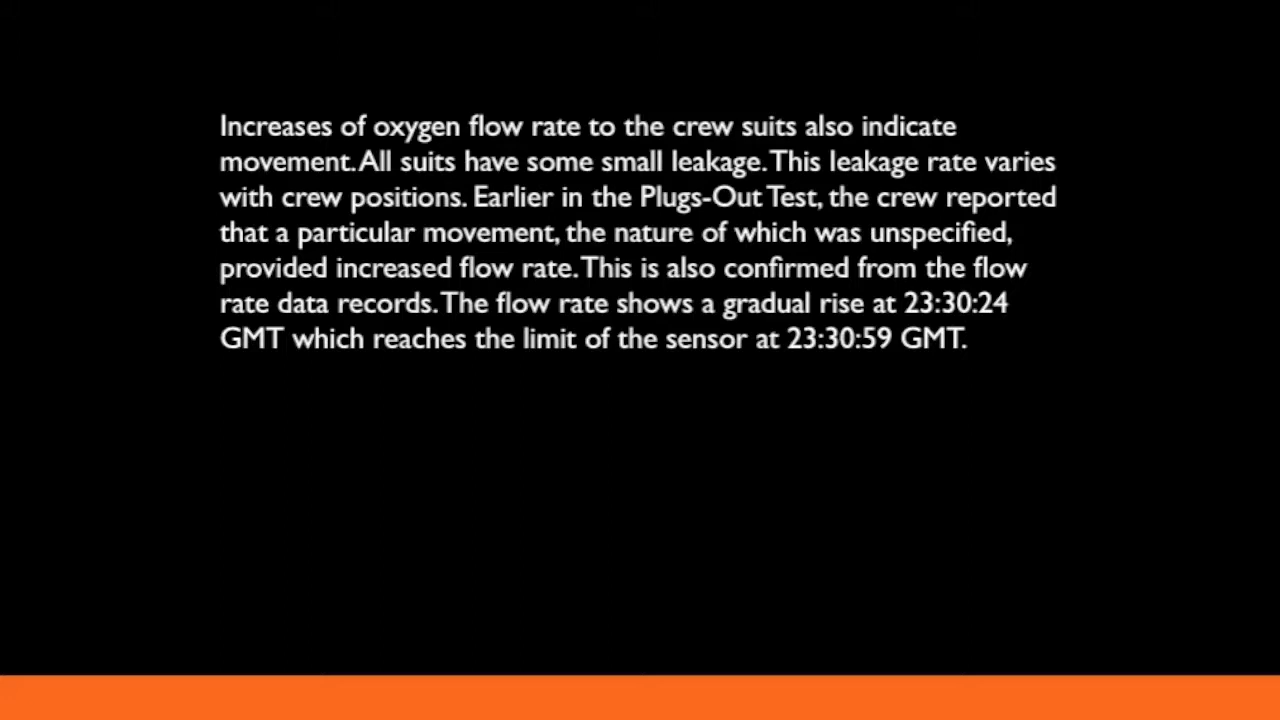 Increases of oxygen flow rate to the crew suits also indicate
movement. All suits have some small leakage. This leakage rate varies
with crew positions. Earlier in the Plugs-Out Test, the crew reported
that a particular movement, the nature of which was unspecified,
provided increased flow rate. This is also confirmed from the flow
rate data records. The flow rate shows a gradual rise at 23:30:24
GMT which reaches the limit of the sensor at 23:30:59 GMT.